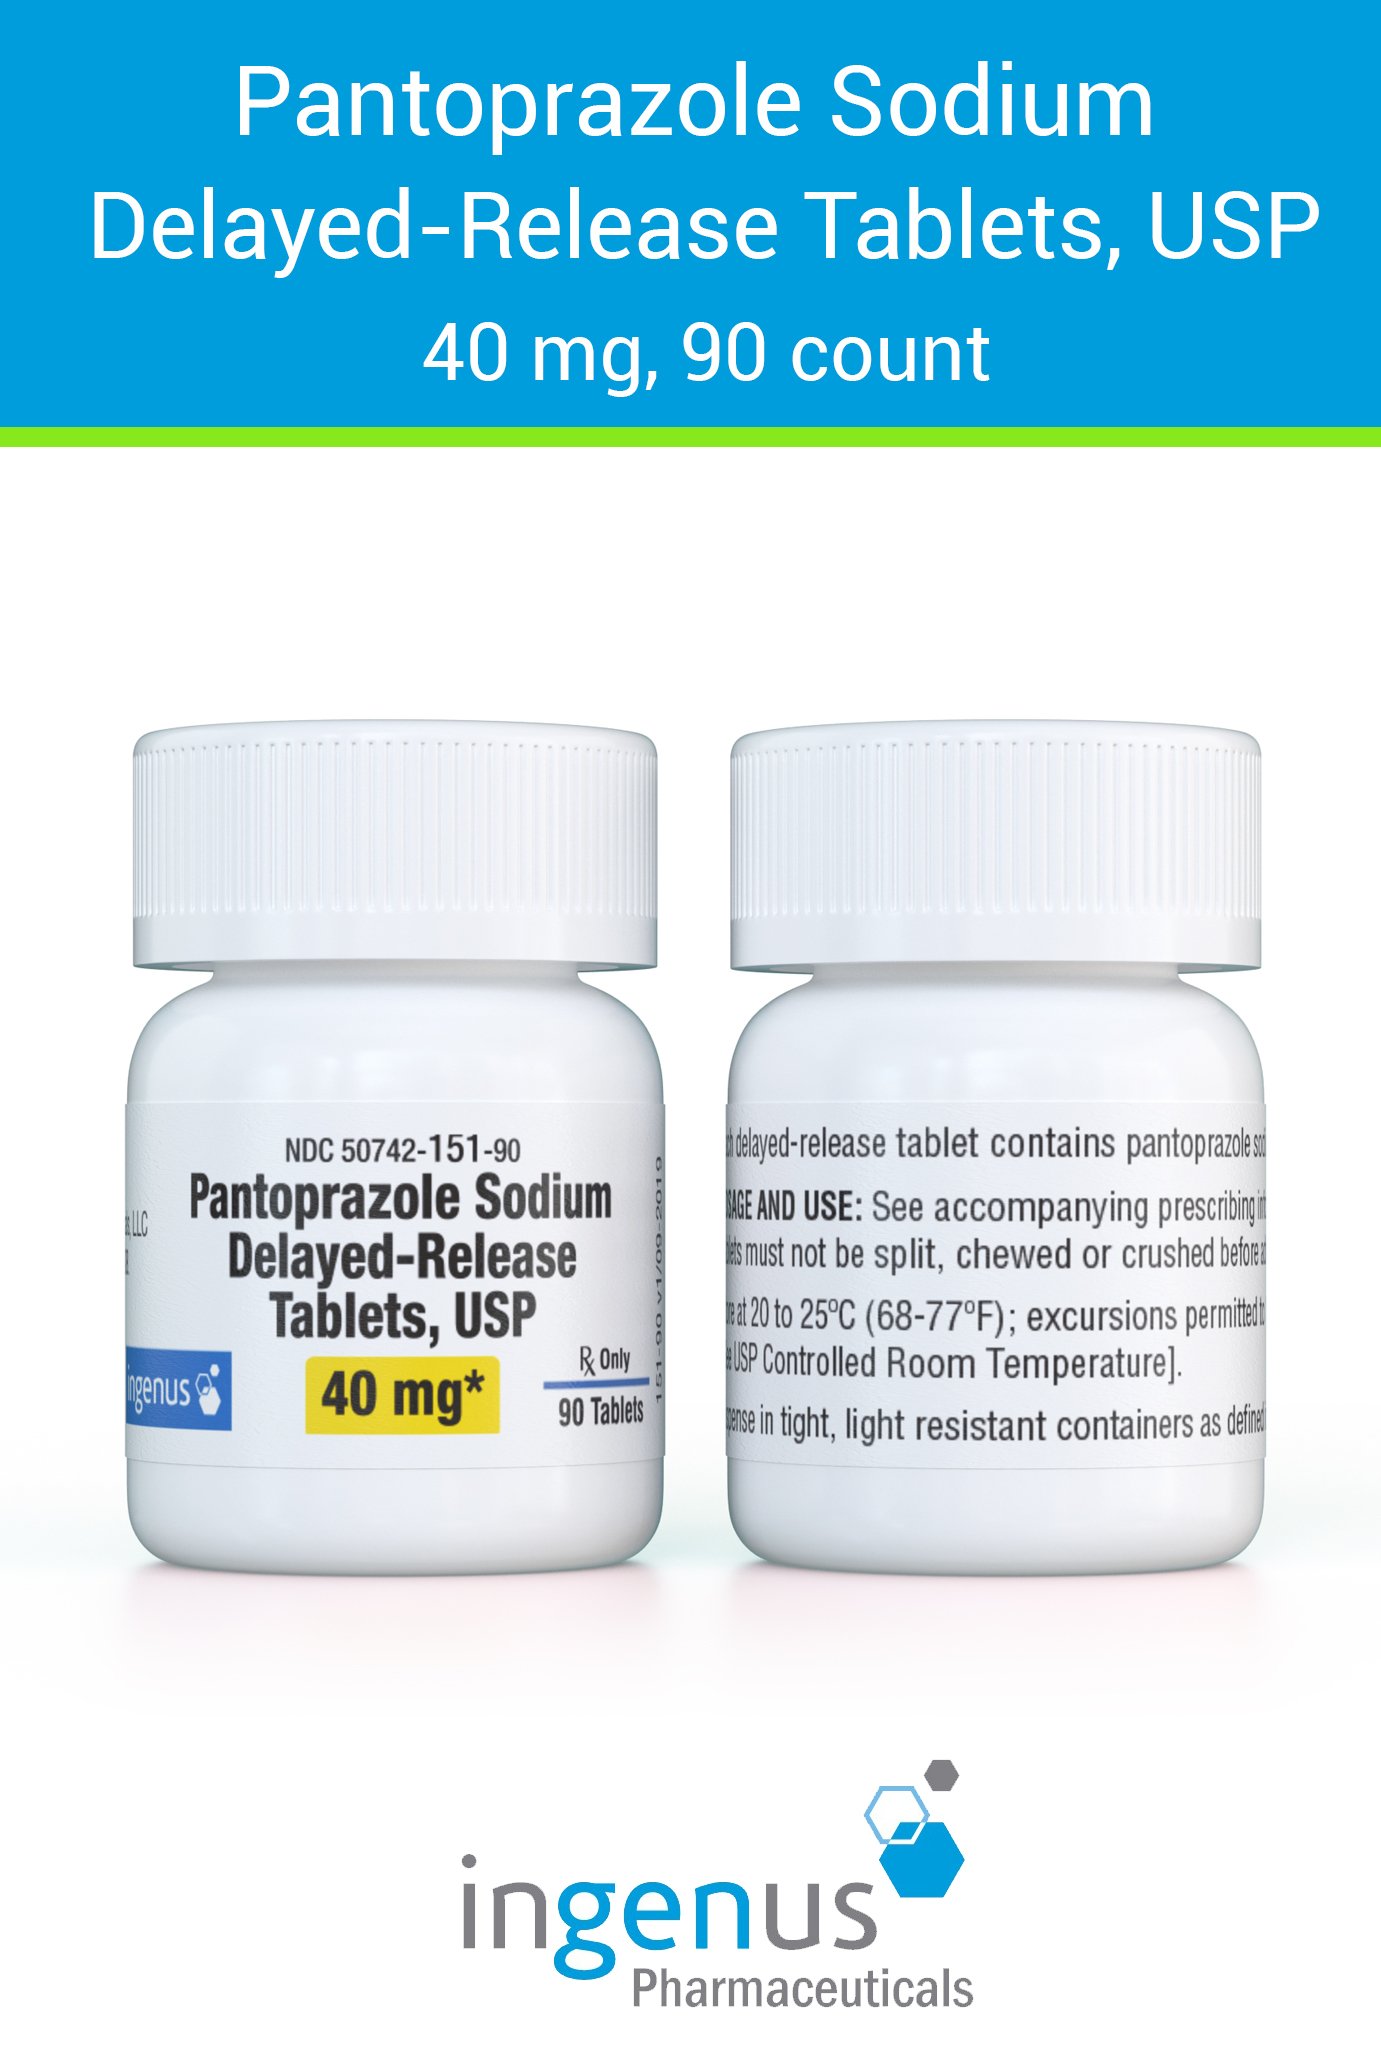 Pantoprazole Sodium
Delayed-Release Tablets, USP
40 mg, 90 count
NDC 50742-151-90
Pantoprazole Sodium
Delayed-Release
Tablets, USP
40 mg*
Rx Only
90 Tablets
LLC
ingenus
151-90 V1/09-2019
delayed-release tablet contains pantoprazole
AND USE: See accompanying prescribing
must not be split, chewed or crushed before
at 20 to 25°C (68-77°F); excursions permitted
USP Controlled Room Temperature].
in tight, light resistant containers as defined
ingenus
Pharmaceuticals